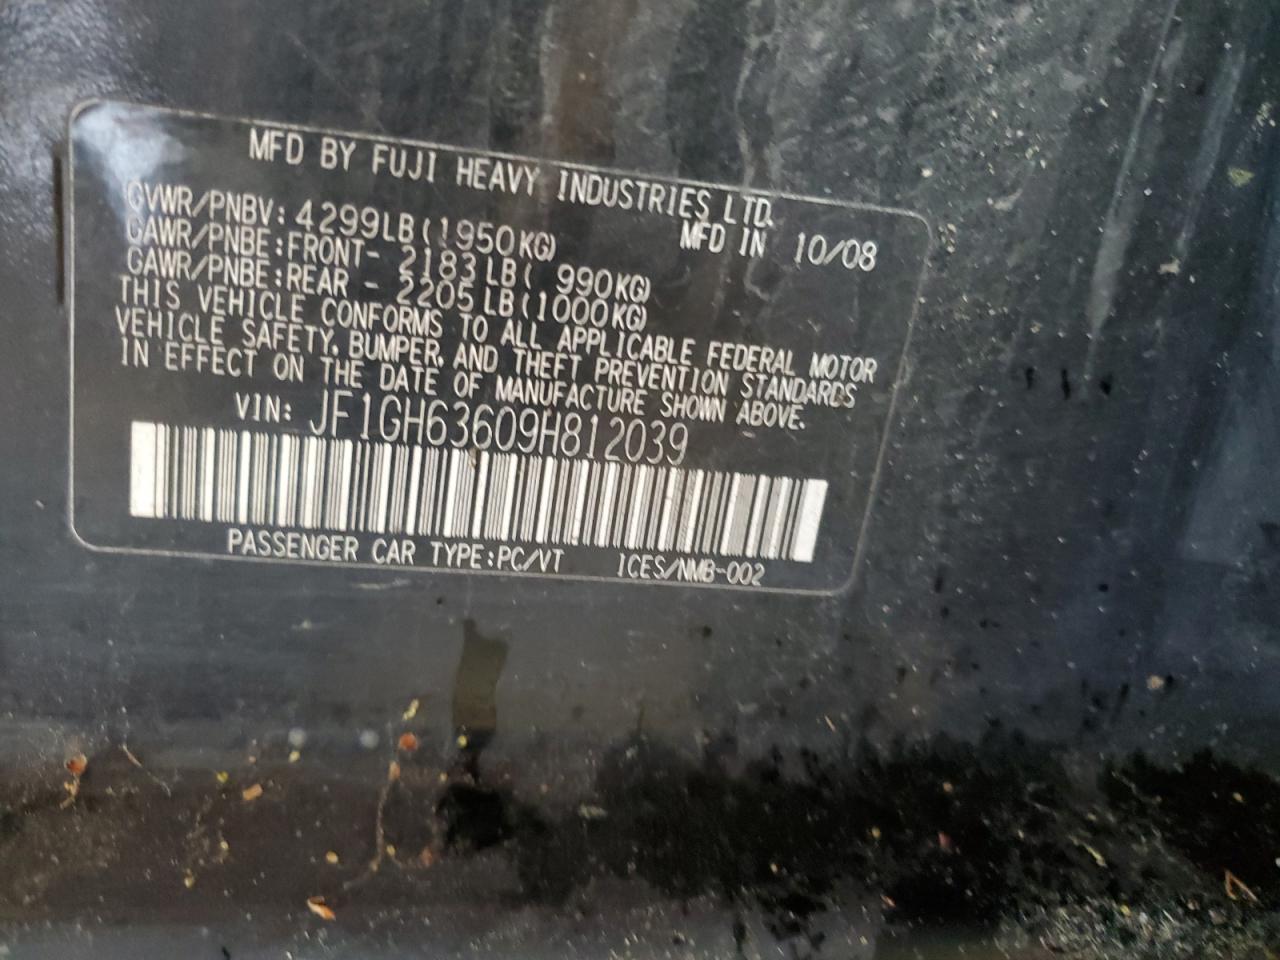 MFD BY FUJI HEAVY INDUSTRIES LTD.
GVWR/PNBV: 4299LB(1950KG) MFD IN 10/08
GAWR/PNBE:FRONT- 2183LB( 990KG)
GAWR/PNBE:REAR - 2205LB(1000KG)
THIS VEHICLE CONFORMS TO ALL APPLICABLE FEDERAL MOTOR
VEHICLE SAFETY, BUMPER, AND THEFT PREVENTION STANDARDS
IN EFFECT ON THE DATE OF MANUFACTURE SHOWN ABOVE.
VIN: JF1GH63609H812039
PASSENGER CAR TYPE:PC/VT ICES/NMB-002